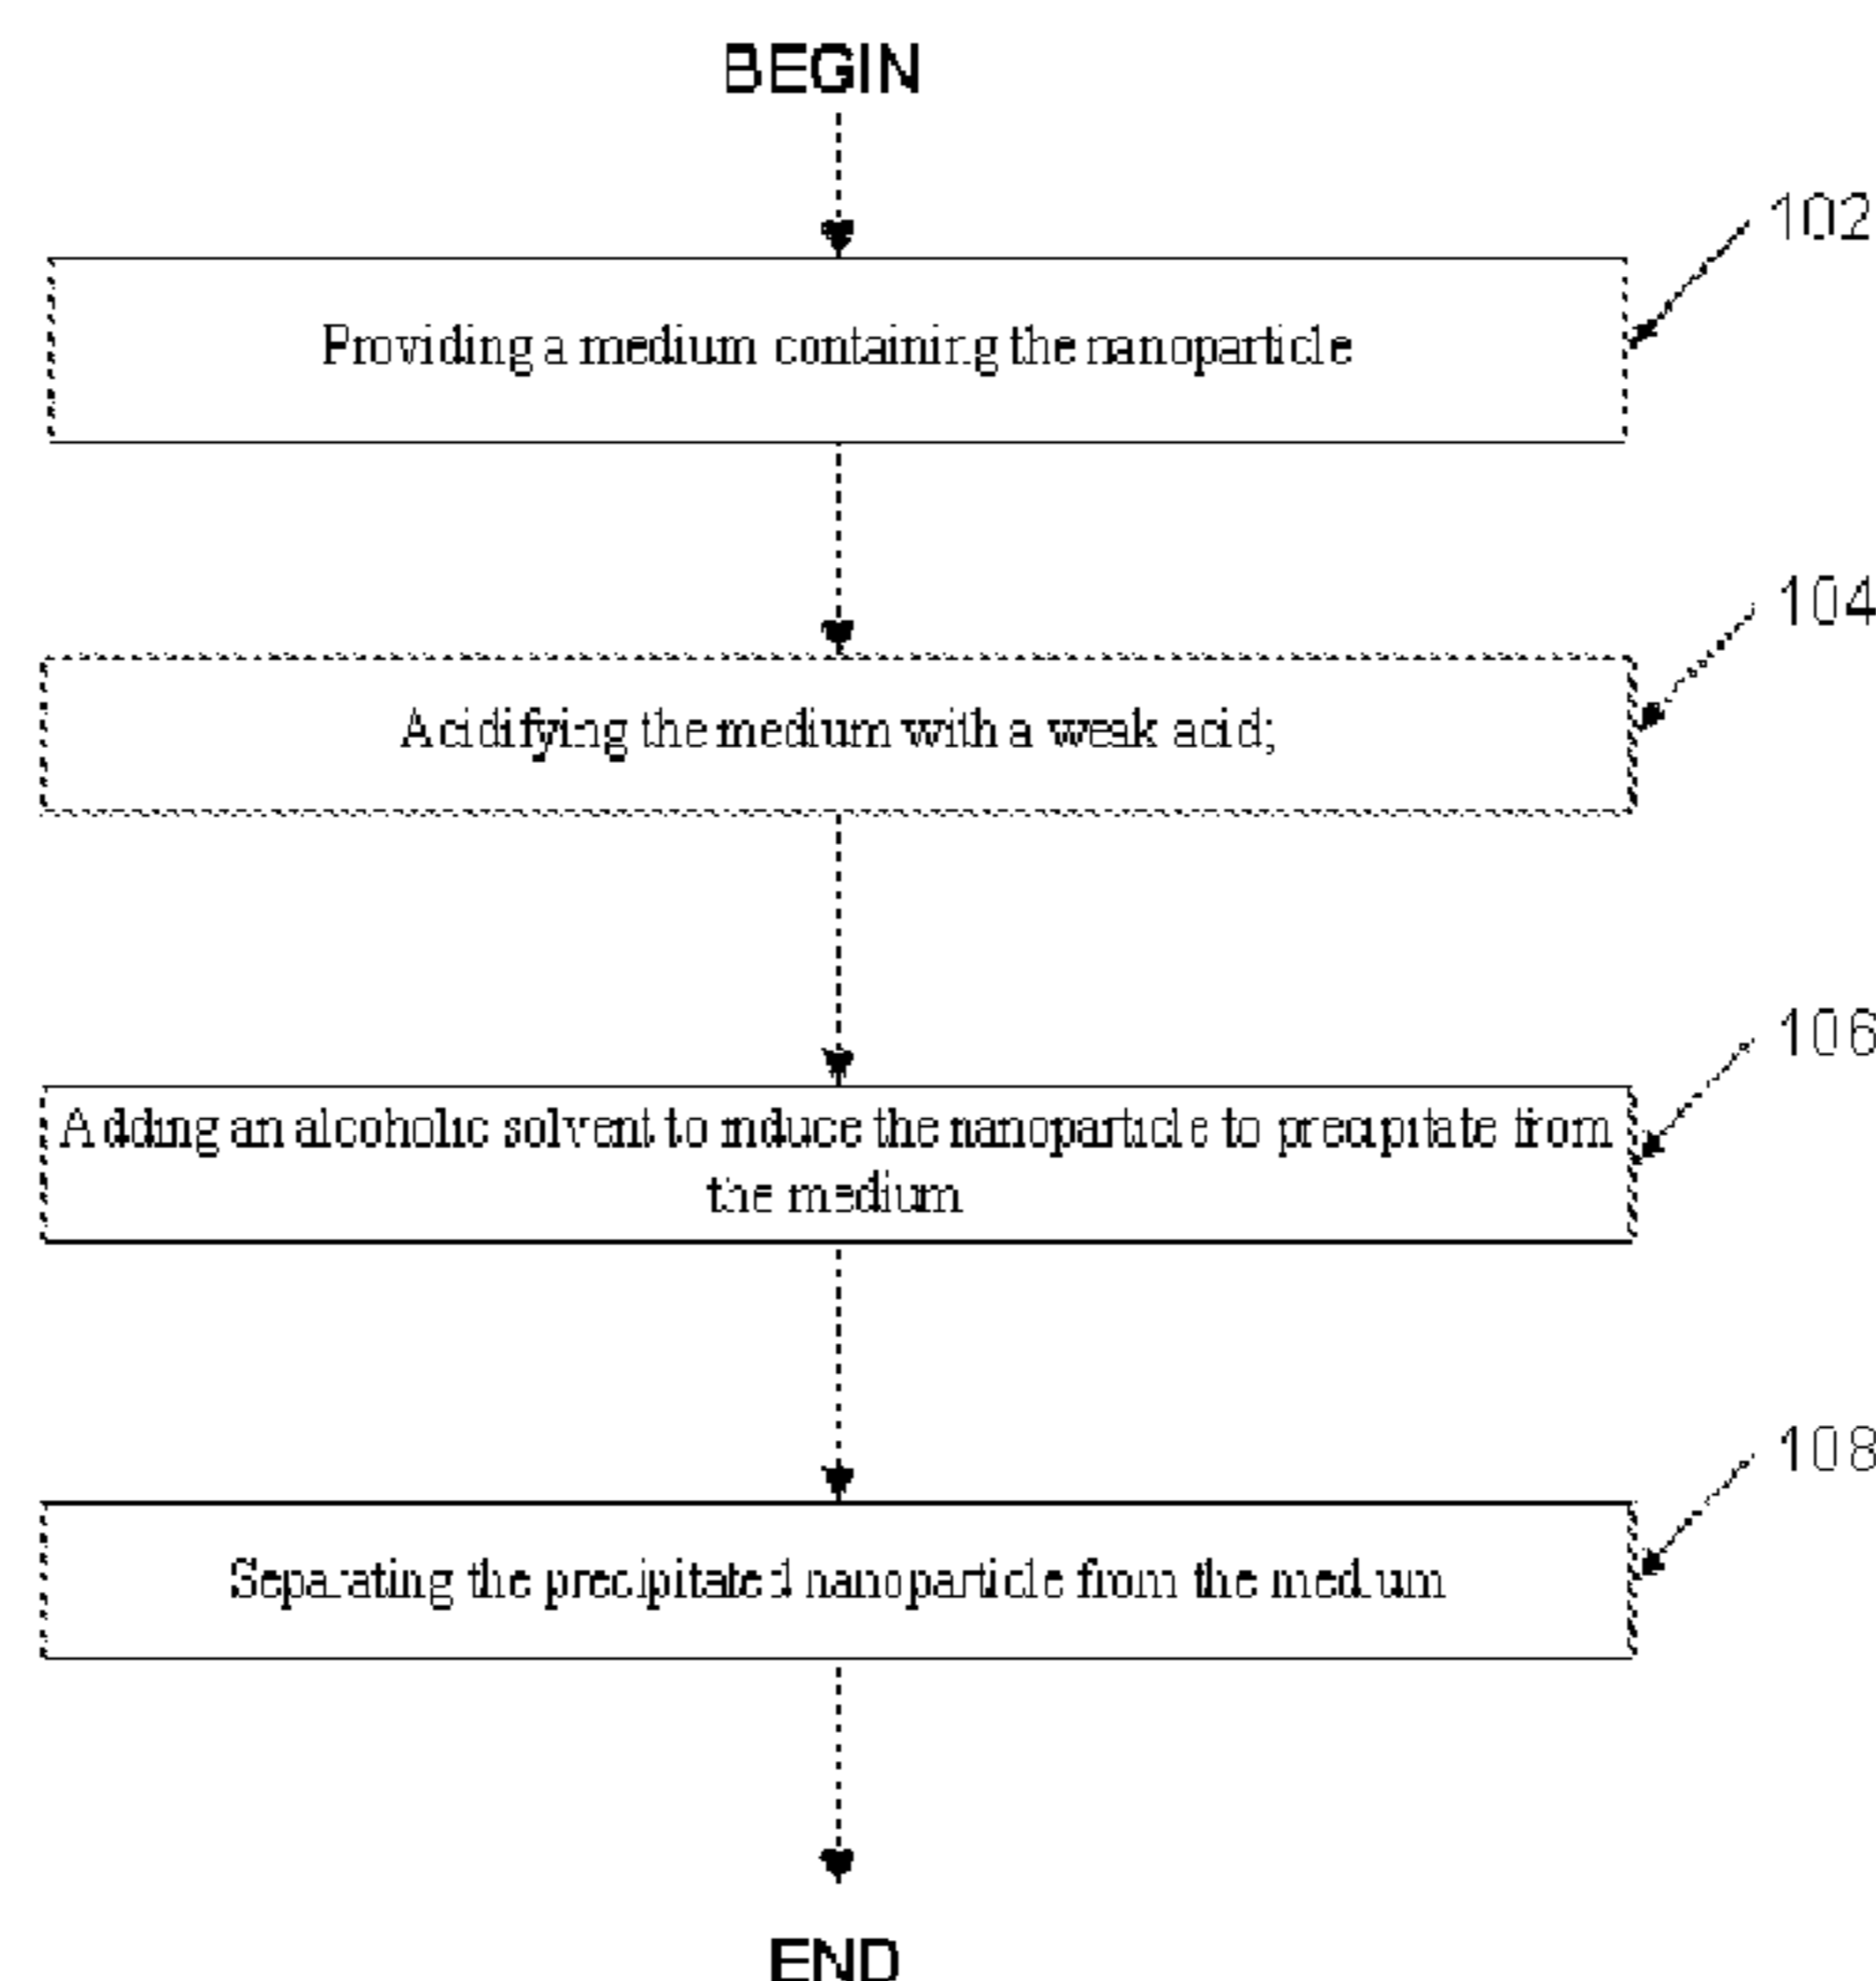 BEGIN
102
Providing a medium containing the nanoparticle
104
Acidifying the medium with a weak acid;
106
Adding an alcoholic solvent to induce the nanoparticle to precipitate from
the medium
108
Separating the precipitated nanoparticle from the medium
END